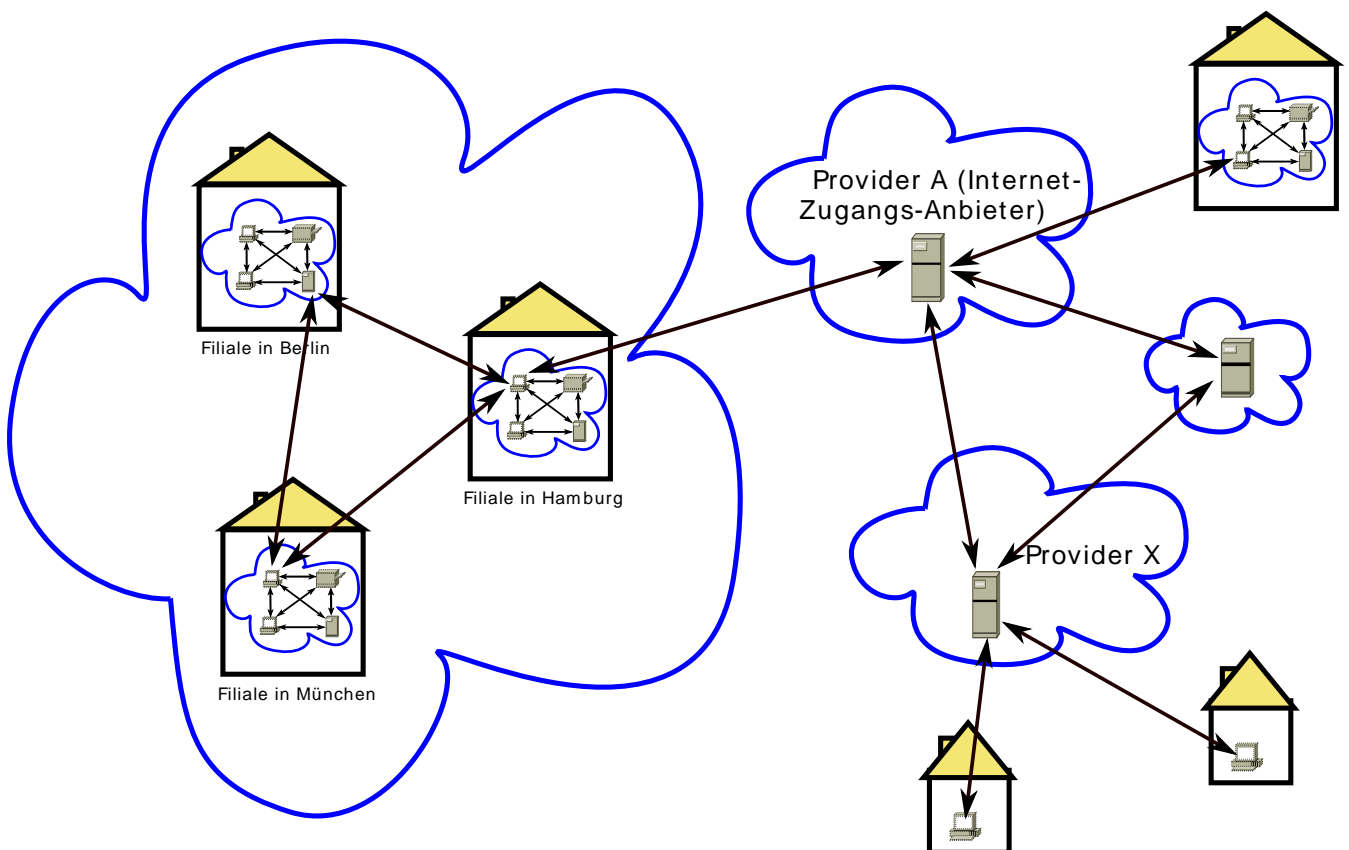 Provider A (Internet-
Zugangs-Anbieter)
Filiale in Berlin
Filiale in Hamburg
Provider X
Filiale in München